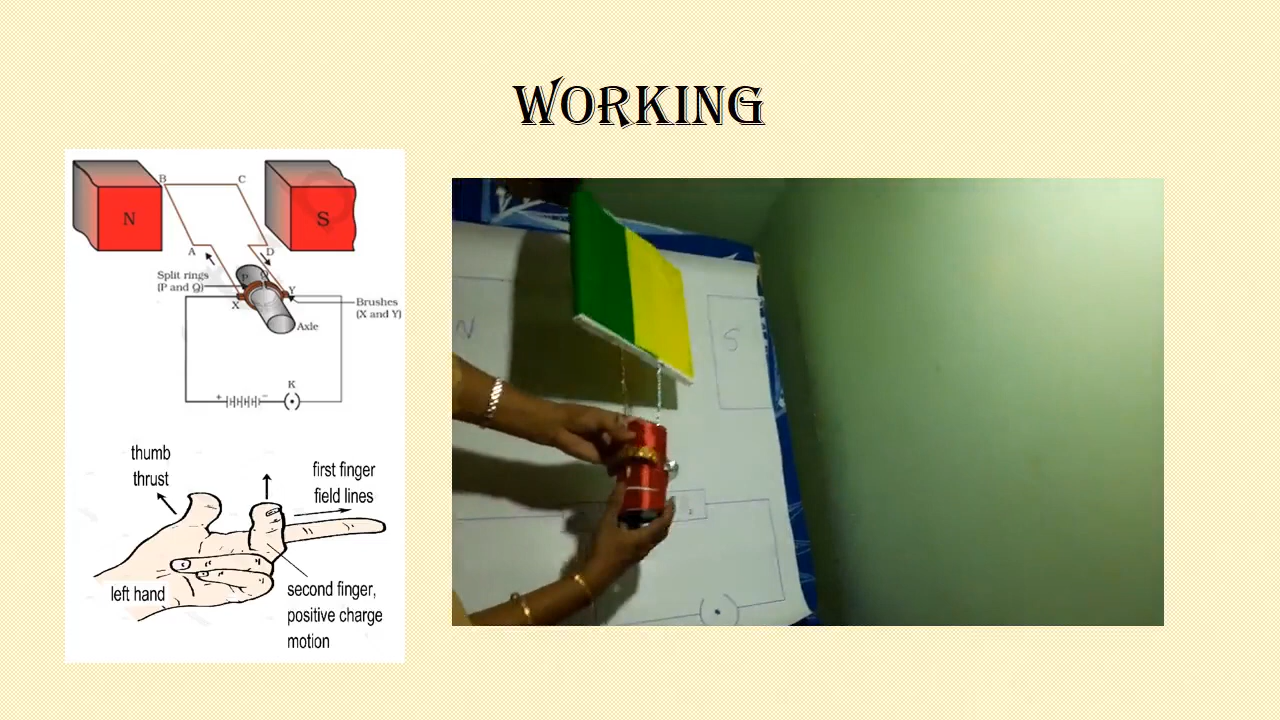 WORKING
B
C
N
S
A
D
Split rings
(P and Q)
P
Q
X
Y
Brushes
(X and Y)
Axle
K
+
−
( )
thumb
thrust
first finger
field lines
left hand
second finger,
positive charge
motion
N
S